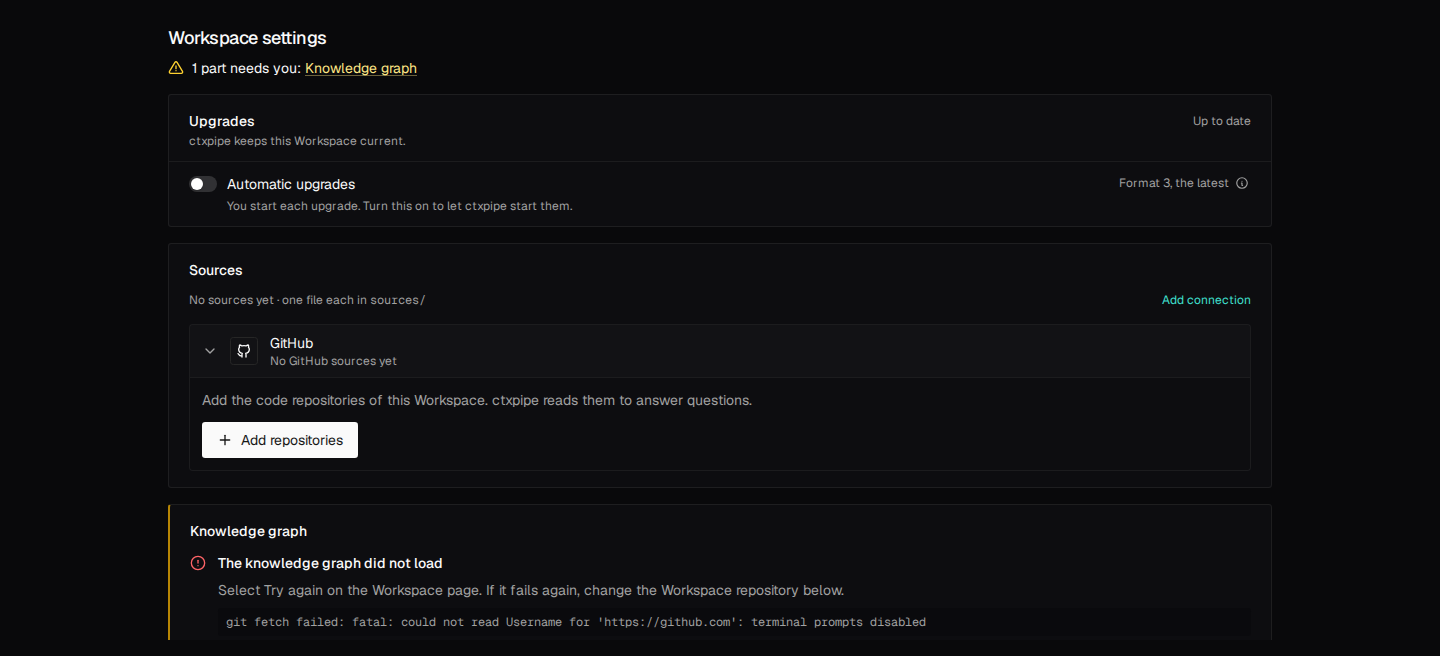 Workspace settings
1 part needs you: Knowledge graph
Upgrades
Up to date
ctxpipe keeps this Workspace current.
Automatic upgrades
Format 3, the latest
You start each upgrade. Turn this on to let ctxpipe start them.
Sources
No sources yet · one file each in sources/
Add connection
GitHub
No GitHub sources yet
Add the code repositories of this Workspace. ctxpipe reads them to answer questions.
Add repositories
Knowledge graph
The knowledge graph did not load
Select Try again on the Workspace page. If it fails again, change the Workspace repository below.
git fetch failed: fatal: could not read Username for 'https://github.com': terminal prompts disabled